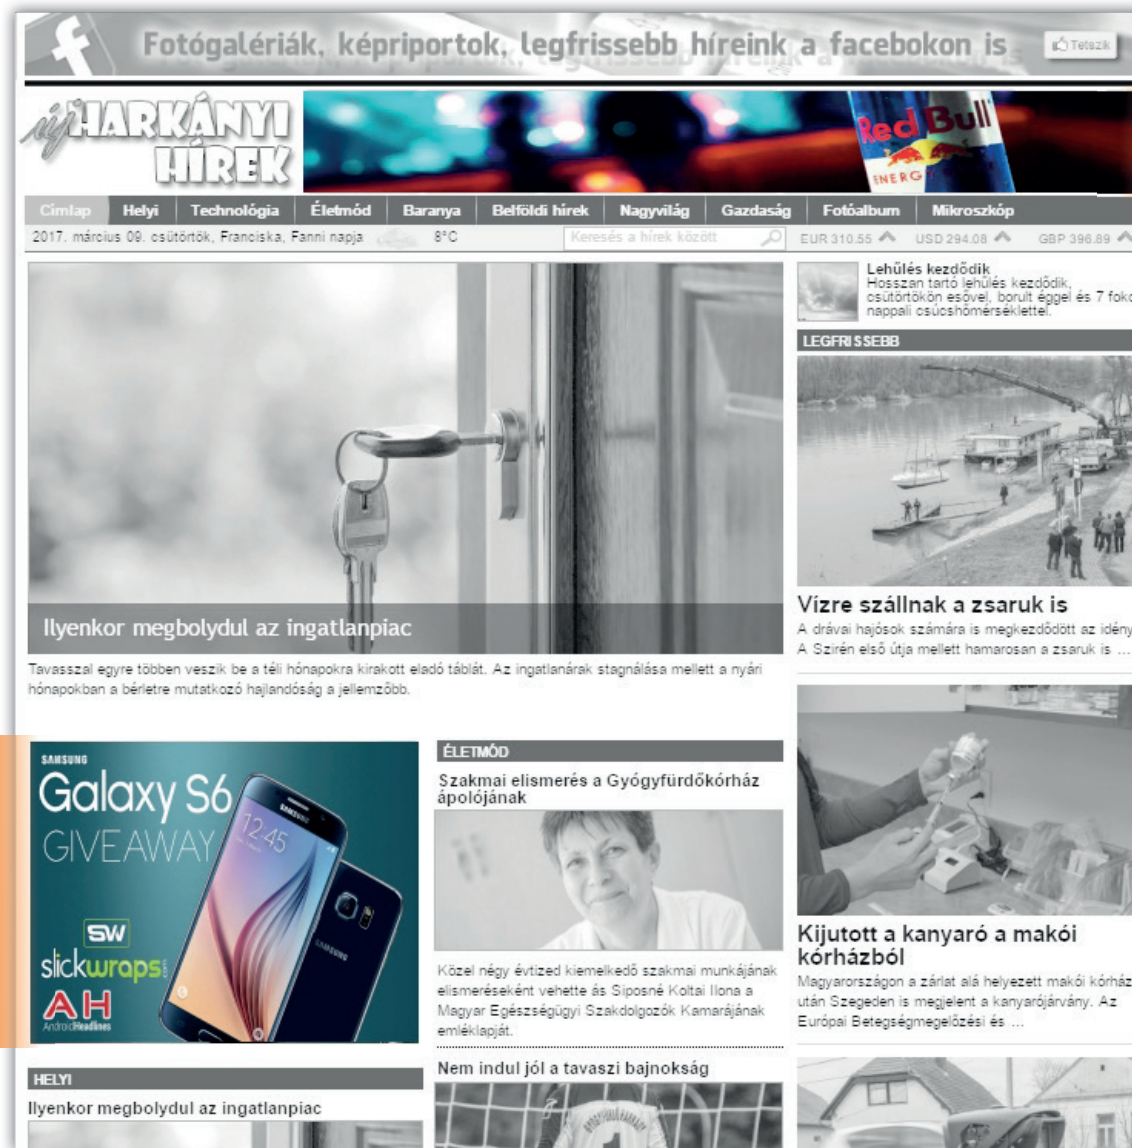 Fotógalériák, képriportok, legfrissebb híreink a facebokon is
Tetszik
új HARKÁNYI
HÍREK
Red Bull
ENERG
Címlap Helyi Technológia Életmód Baranya Belföldi hírek Nagyvilág Gazdaság Fotóalbum Mikroszkóp
2017. március 09. csütörtök, Franciska, Fanni napja 8°C Keresés a hírek között EUR 310.55 USD 294.08 GBP 396.89
Ilyenkor megbolydul az ingatlanpiac
Tavasszal egyre többen veszik be a téli hónapokra kirakott eladó táblát. Az ingatlanárak stagnálása mellett a nyári
hónapokban a bérletre mutatkozó hajlandóság a jellemzőbb.
Lehűlés kezdődik
Hosszan tartó lehűlés kezdődik,
csütörtökön esővel, borult éggel és 7 foko
nappali csúcshőmérséklettel.
LEGFRISSEBB
Vízre szállnak a zsaruk is
A drávai hajósok számára is megkezdődött az idény
A Szirén első útja mellett hamarosan a zsaruk is ...
Kijutott a kanyaró a makói
kórházból
Magyarországon a zárlat alá helyezett makói kórház
után Szegeden is megjelent a kanyarójárvány. Az
Európai Betegségmegelőzési és ...
SAMSUNG
Galaxy S6
GIVEAWAY
12:45
SAMSUNG
SAMSUNG
SW
slickwraps
AH
AndroidHeadlines
ÉLETMÓD
Szakmai elismerés a Gyógyfürdőkórház
ápolójának
Közel négy évtized kiemelkedő szakmai munkájának
elismeréseként vehette ás Siposné Koltai Ilona a
Magyar Egészségügyi Szakdolgozók Kamarájának
emléklapját.
Nem indul jól a tavaszi bajnokság
HELYI
Ilyenkor megbolydul az ingatlanpiac